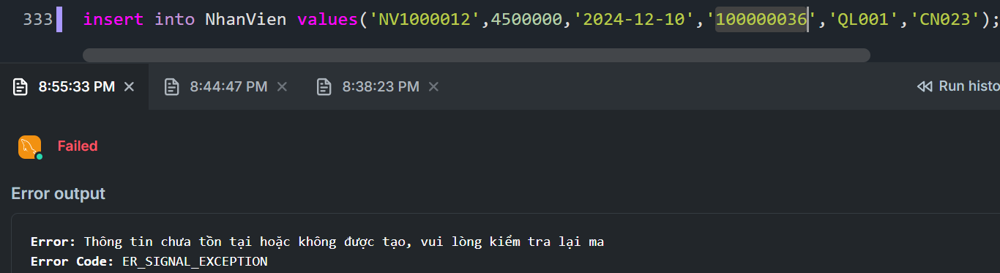 333 insert into NhanVien values('NV1000012',4500000,'2024-12-10','100000036','QL001','CN023');
8:55:33 PM 8:44:47 PM 8:38:23 PM Run histo
Failed
Error output
Error: Thông tin chưa tồn tại hoặc không được tạo, vui lòng kiểm tra lại ma
Error Code: ER_SIGNAL_EXCEPTION